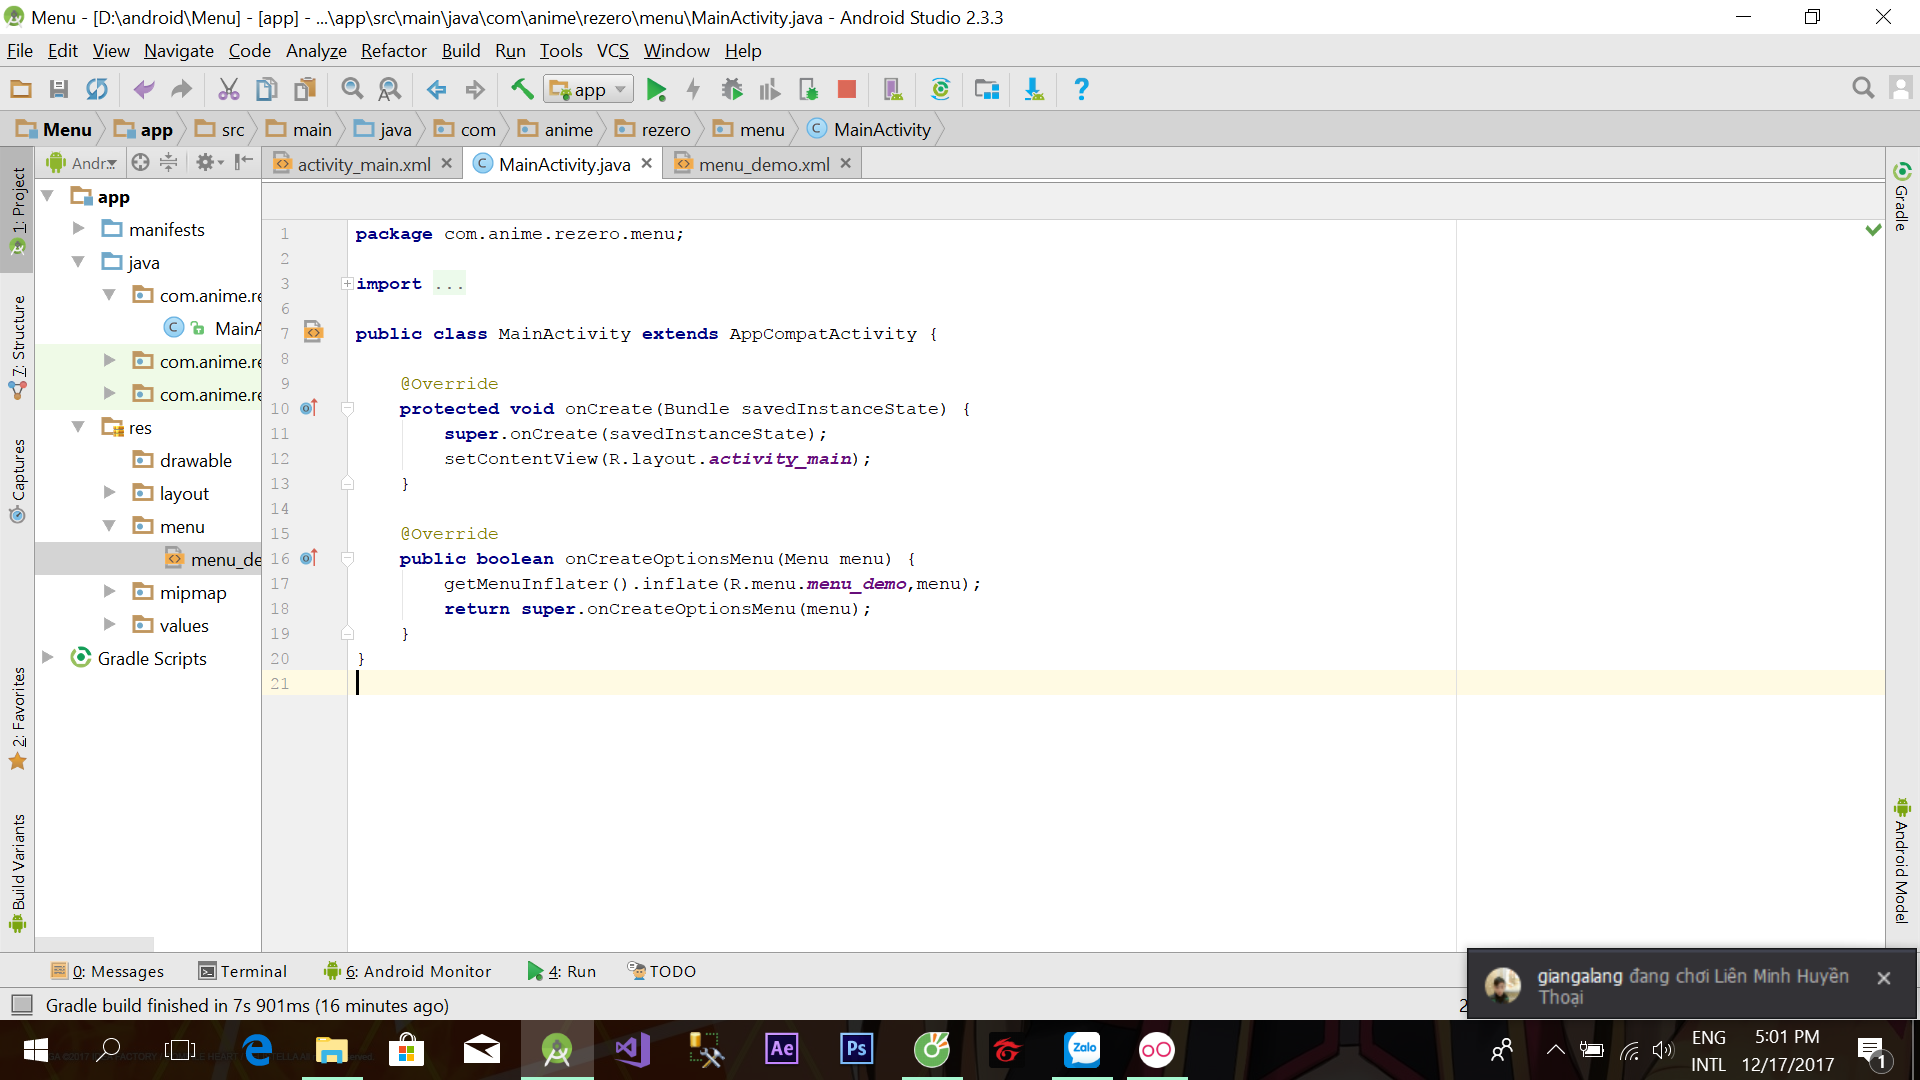 Menu - [D:\android\Menu] - [app] - ...\app\src\main\java\com\anime\rezero\menu\MainActivity.java - Android Studio 2.3.3
File Edit View Navigate Code Analyze Refactor Build Run Tools VCS Window Help
app
Menu app src main java com anime rezero menu MainActivity
Andr
activity_main.xml MainActivity.java menu_demo.xml
1: Project
7: Structure
Captures
2: Favorites
Build Variants
app
manifests
java
com.anime.re
MainA
com.anime.re
com.anime.re
res
drawable
layout
menu
menu_de
mipmap
values
Gradle Scripts
1 package com.anime.rezero.menu;
2
3 import ...
6
7 public class MainActivity extends AppCompatActivity {
8
9 @Override
10 protected void onCreate(Bundle savedInstanceState) {
11 super.onCreate(savedInstanceState);
12 setContentView(R.layout.activity_main);
13 }
14
15 @Override
16 public boolean onCreateOptionsMenu(Menu menu) {
17 getMenuInflater().inflate(R.menu.menu_demo,menu);
18 return super.onCreateOptionsMenu(menu);
19 }
20 }
21
Gradle
Android Model
0: Messages Terminal 6: Android Monitor 4: Run TODO
Gradle build finished in 7s 901ms (16 minutes ago)
2
giangalang đang chơi Liên Minh Huyền
Thoại
Ae
Ps
Zalo
ENG
INTL
5:01 PM
12/17/2017
1